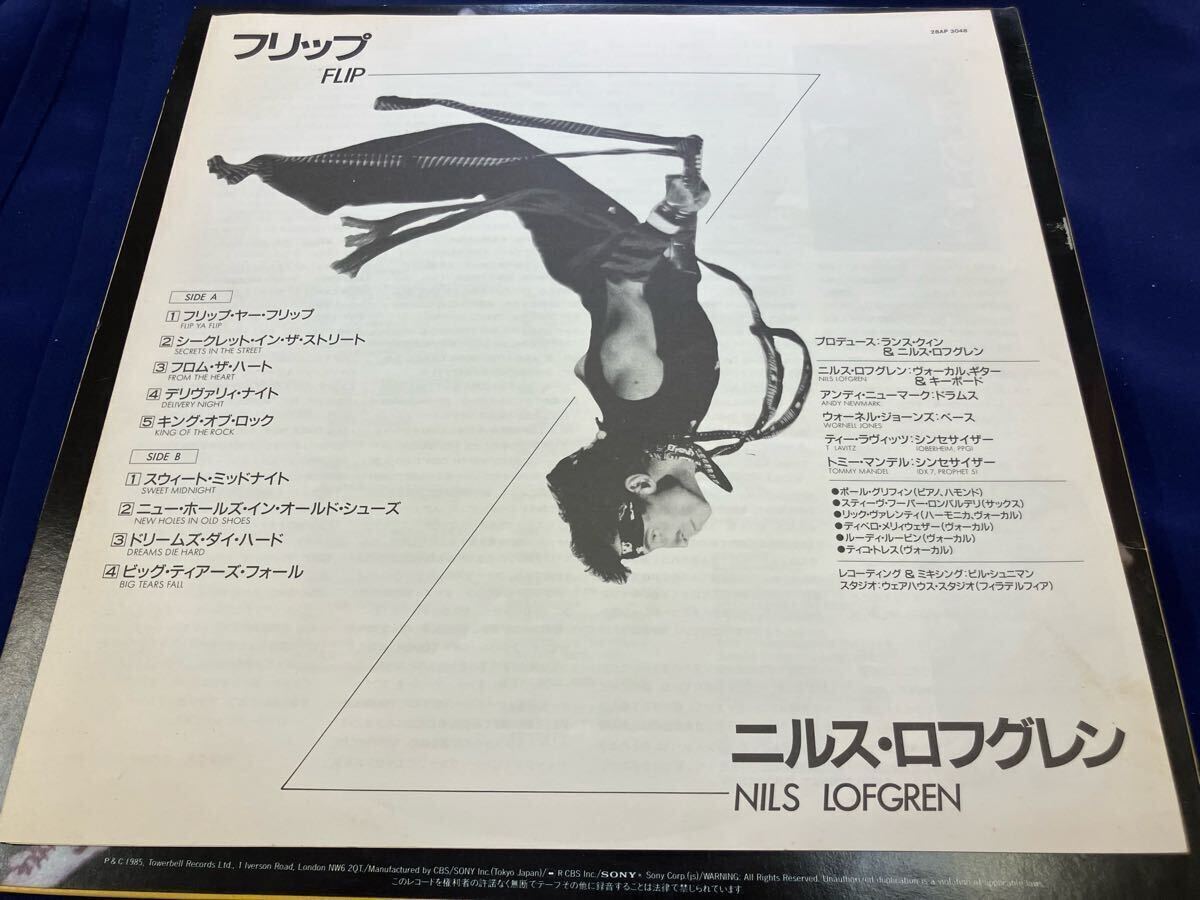 フリップ
FLIP
28AP 3048
SIDE A
1 フリップ・ヤー・フリップ
FLIP YA FLIP
2 シークレット・イン・ザ・ストリート
SECRETS IN THE STREET
3 フロム・ザ・ハート
FROM THE HEART
4 デリヴァリィ・ナイト
DELIVERY NIGHT
5 キング・オブ・ロック
KING OF THE ROCK
SIDE B
1 スウィート・ミッドナイト
SWEET MIDNIGHT
2 ニュー・ホールズ・イン・オールド・シューズ
NEW HOLES IN OLD SHOES
3 ドリームズ・ダイ・ハード
DREAMS DIE HARD
4 ビッグ・ティアーズ・フォール
BIG TEARS FALL
プロデュース:ランス・クィン
& ニルス・ロフグレン
ニルス・ロフグレン:ヴォーカル、ギター
NILS LOFGREN & キーボード
アンディ・ニューマーク:ドラムス
ANDY NEWMARK
ウォーネル・ジョーンズ:ベース
WORNELL JONES
ティー・ラヴィッツ:シンセサイザー
T LAVITZ (OBERHEIM, PPG)
トミー・マンデル:シンセサイザー
TOMMY MANDEL (DX 7, PROPHET 5)
●ポール・グリフィン(ピアノ、ハモンド)
●スティーヴ・フーバー・ロンバルテリ(サックス)
●リック・ヴァレンティ(ハーモニカ、ヴォーカル)
●ディベロ・メリィウェザー(ヴォーカル)
●ルーディ・ルービン(ヴォーカル)
●ティコ・トレス(ヴォーカル)
レコーディング & ミキシング:ビル・シュニマン
スタジオ:ウェアハウス・スタジオ(フィラデルフィア)
ニルス・ロフグレン
NILS LOFGREN
P & C 1985, Towerbell Records Ltd., 1 Iverson Road, London NW6 2QT./Manufactured by CBS/SONY Inc.(Tokyo Japan)/ R CBS Inc./SONY® Sony Corp.(js)/WARNING: All Rights Reserved. Unauthorized duplication is a violation of applicable laws.
このレコードを権利者の許諾なく無断でテープその他に録音することは法律で禁じられています